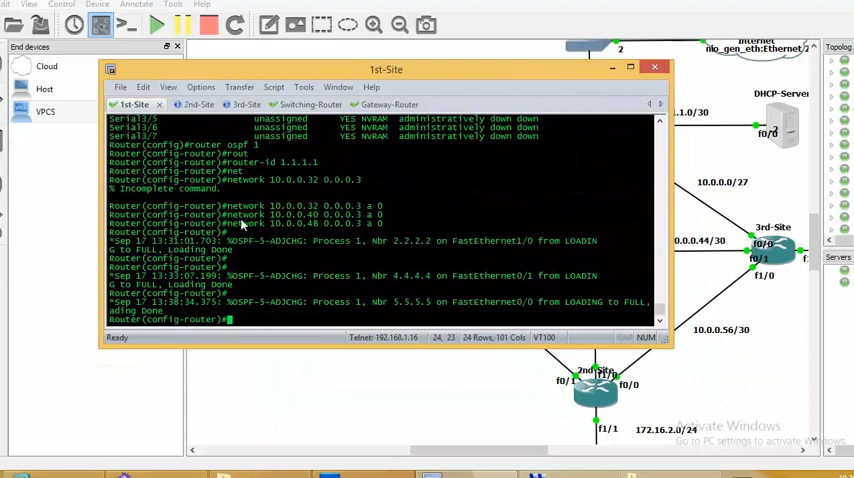 View
Control
Device
Annotate
Tools
Help
End devices
Cloud
Host
VPCS
1st-Site
File Edit View Options Transfer Script Tools Window Help
1st-Site 2nd-Site 3rd-Site Switching-Router Gateway-Router
Serial3/5 unassigned YES NVRAM administratively down down
Serial3/6 unassigned YES NVRAM administratively down down
Serial3/7 unassigned YES NVRAM administratively down down
Router(config)#router ospf 1
Router(config-router)#rout
Router(config-router)#router-id 1.1.1.1
Router(config-router)#net
Router(config-router)#network 10.0.0.32 0.0.0.3
% Incomplete command.
Router(config-router)#network 10.0.0.32 0.0.0.3 a 0
Router(config-router)#network 10.0.0.40 0.0.0.3 a 0
Router(config-router)#network 10.0.0.48 0.0.0.3 a 0
Router(config-router)#
*Sep 17 13:31:01.703: %OSPF-5-ADJCHG: Process 1, Nbr 2.2.2.2 on FastEthernet1/0 from LOADIN
G to FULL, Loading Done
Router(config-router)#
Router(config-router)#
*Sep 17 13:33:07.199: %OSPF-5-ADJCHG: Process 1, Nbr 4.4.4.4 on FastEthernet0/1 from LOADIN
G to FULL, Loading Done
Router(config-router)#
*Sep 17 13:38:34.375: %OSPF-5-ADJCHG: Process 1, Nbr 5.5.5.5 on FastEthernet0/0 from LOADING to FULL,
ading Done
Router(config-router)#
Ready Telnet: 192.168.1.16 24, 23 24 Rows, 101 Cols VT100 CAP NUM
Internet
nio_gen_eth:Ethernet
2
Topolog
DHCP-Server
1.1.0/30
f0/0
10.0.0.0/27
3rd-Site
0.0.44/30
f0/0
f0/1
f1/0
Servers
10.0.0.56/30
2nd-Site
f1/0
f0/1
f0/0
f1/1
172.16.2.0/24
Activate Windows
Go to PC settings to activate Windows.